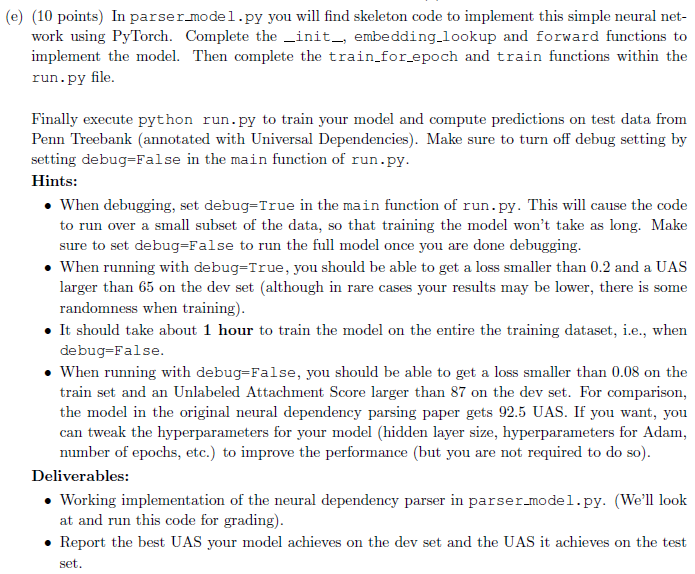 (e) (10 points) In parser_model.py you will find skeleton code to implement this simple neural net-
work using PyTorch. Complete the __init__, embedding_lookup and forward functions to
implement the model. Then complete the train_for_epoch and train functions within the
run.py file.
Finally execute python run.py to train your model and compute predictions on test data from
Penn Treebank (annotated with Universal Dependencies). Make sure to turn off debug setting by
setting debug=False in the main function of run.py.
Hints:
• When debugging, set debug=True in the main function of run.py. This will cause the code
to run over a small subset of the data, so that training the model won't take as long. Make
sure to set debug=False to run the full model once you are done debugging.
• When running with debug=True, you should be able to get a loss smaller than 0.2 and a UAS
larger than 65 on the dev set (although in rare cases your results may be lower, there is some
randomness when training).
• It should take about 1 hour to train the model on the entire the training dataset, i.e., when
debug=False.
• When running with debug=False, you should be able to get a loss smaller than 0.08 on the
train set and an Unlabeled Attachment Score larger than 87 on the dev set. For comparison,
the model in the original neural dependency parsing paper gets 92.5 UAS. If you want, you
can tweak the hyperparameters for your model (hidden layer size, hyperparameters for Adam,
number of epochs, etc.) to improve the performance (but you are not required to do so).
Deliverables:
• Working implementation of the neural dependency parser in parser_model.py. (We'll look
at and run this code for grading).
• Report the best UAS your model achieves on the dev set and the UAS it achieves on the test
set.